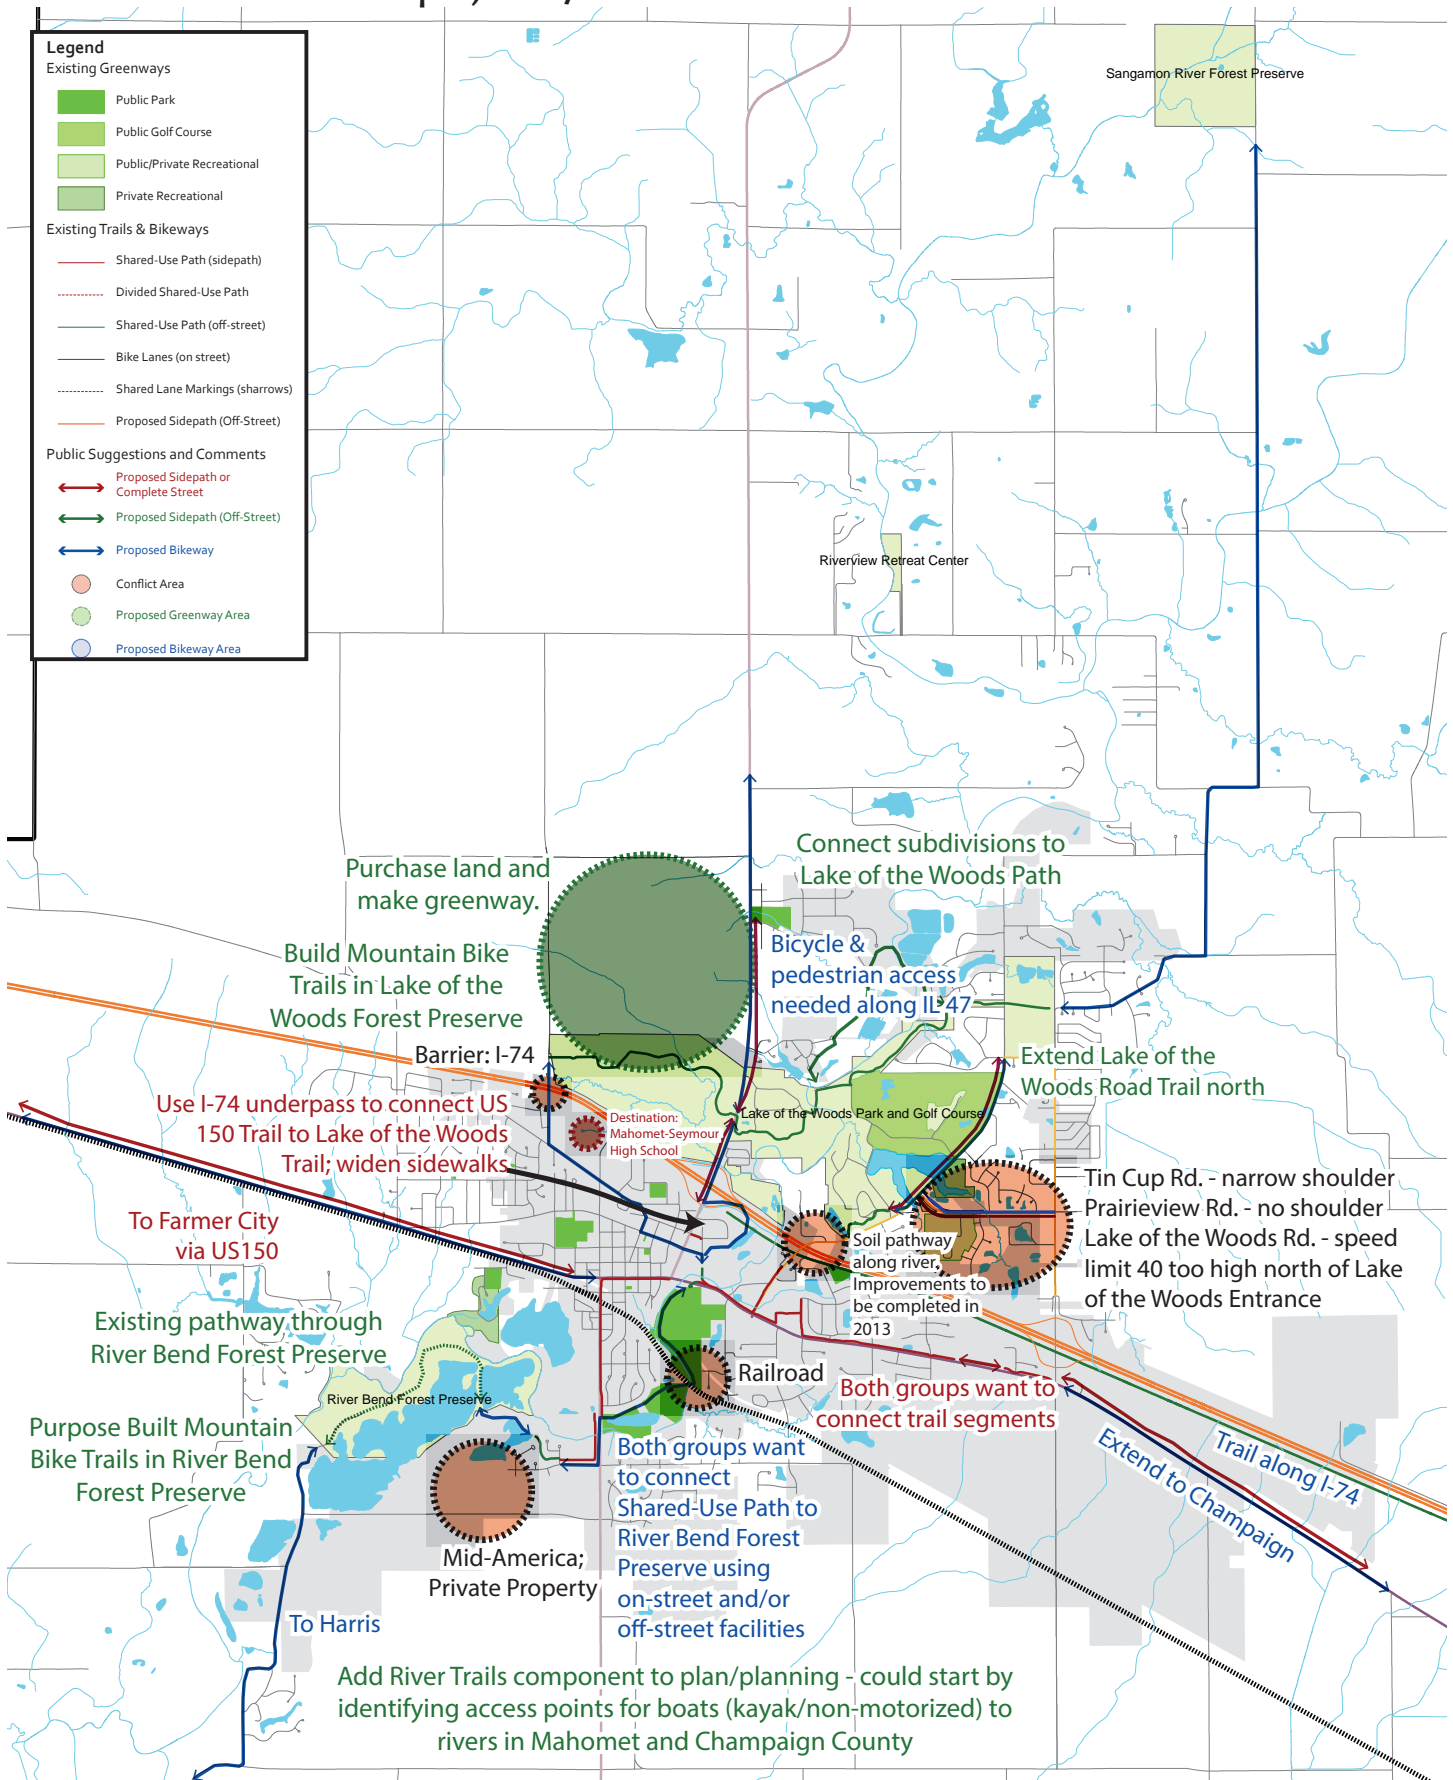 Legend
Existing Greenways
Public Park
Public Golf Course
Public/Private Recreational
Private Recreational
Existing Trails & Bikeways
Shared-Use Path (sidepath)
Divided Shared-Use Path
Shared-Use Path (off-street)
Bike Lanes (on street)
Shared Lane Markings (sharrows)
Proposed Sidepath (Off-Street)
Public Suggestions and Comments
Proposed Sidepath or
Complete Street
Proposed Sidepath (Off-Street)
Proposed Bikeway
Conflict Area
Proposed Greenway Area
Proposed Bikeway Area
Sangamon River Forest Preserve
Riverview Retreat Center
Connect subdivisions to
Lake of the Woods Path
Purchase land and
make greenway.
Build Mountain Bike
Trails in Lake of the
Woods Forest Preserve
Bicycle &
pedestrian access
needed along IL 47
Barrier: I-74
Extend Lake of the
Woods Road Trail north
Use I-74 underpass to connect US
150 Trail to Lake of the Woods
Trail; widen sidewalks
Destination:
Mahomet-Seymour
High School
Lake of the Woods Park and Golf Course
Tin Cup Rd. - narrow shoulder
Prairieview Rd. - no shoulder
Lake of the Woods Rd. - speed
limit 40 too high north of Lake
of the Woods Entrance
To Farmer City
via US150
Soil pathway
along river.
Improvements to
be completed in
2013
Existing pathway through
River Bend Forest Preserve
River Bend Forest Preserve
Railroad
Both groups want to
connect trail segments
Purpose Built Mountain
Bike Trails in River Bend
Forest Preserve
Both groups want
to connect
Shared-Use Path to
River Bend Forest
Preserve using
on-street and/or
off-street facilities
Trail along I-74
Extend to Champaign
Mid-America;
Private Property
To Harris
Add River Trails component to plan/planning - could start by
identifying access points for boats (kayak/non-motorized) to
rivers in Mahomet and Champaign County